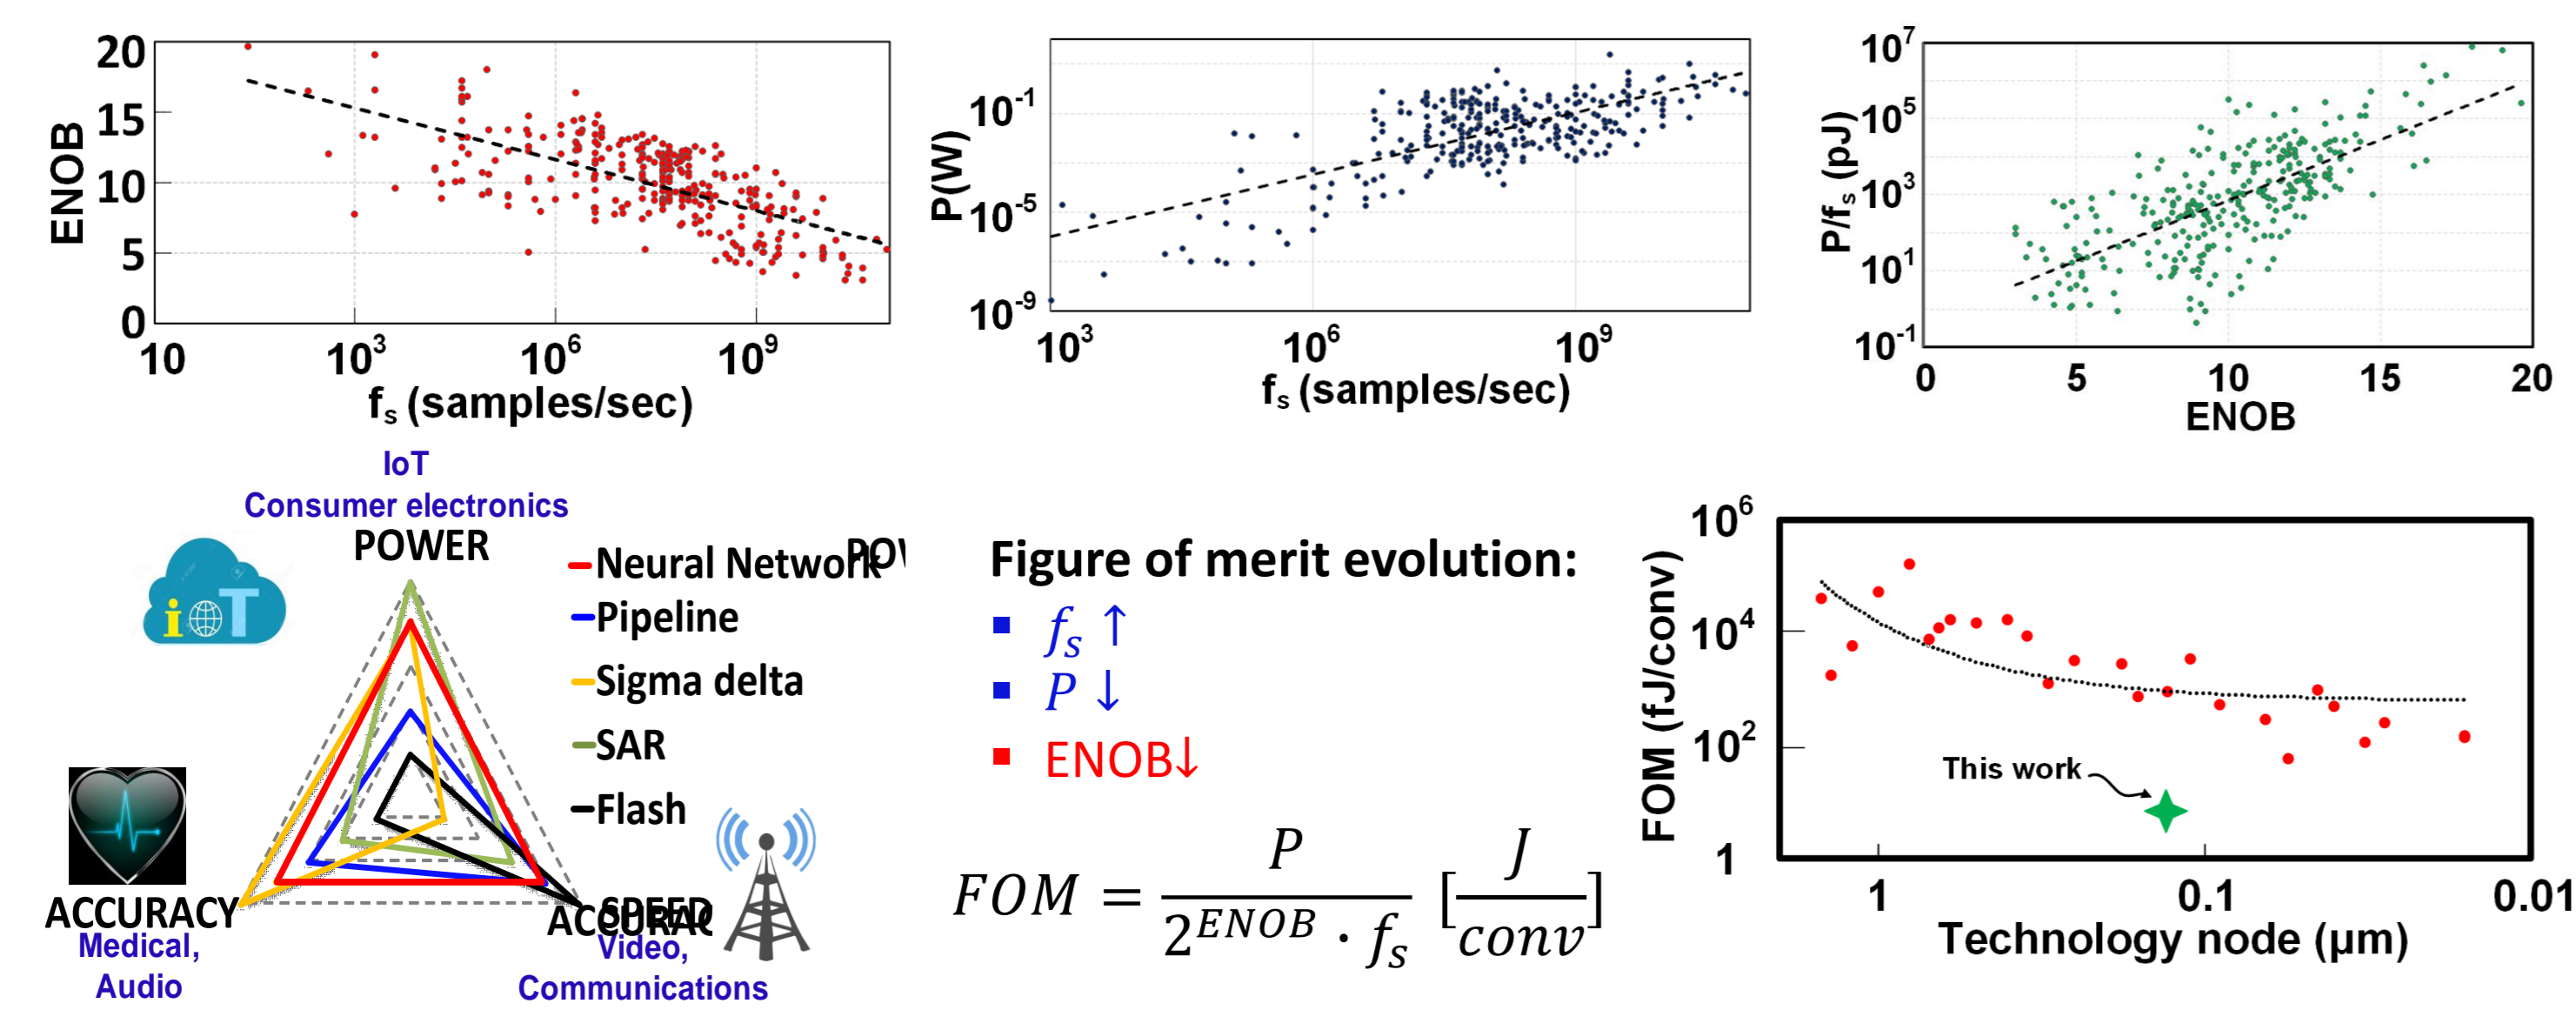 20
15
10
5
0
ENOB
10
10³
10⁶
10⁹
fₛ (samples/sec)
10⁻¹
10⁻⁵
10⁻⁹
P(W)
10³
10⁶
10⁹
fₛ (samples/sec)
10⁷
10⁵
10³
10¹
10⁻¹
P/fₛ (pJ)
0
5
10
15
20
ENOB
IoT
Consumer electronics
POWER
iOT
Neural Network
POW
Pipeline
Sigma delta
SAR
Flash
ACCURACY
Medical,
Audio
SPEED
ACCURAC
Video,
Communications
Figure of merit evolution:
fₛ ↑
P ↓
ENOB↓
FOM = P / 2^ENOB · fₛ [J/conv]
10⁶
10⁴
10²
1
FOM (fJ/conv)
This work
1
0.1
0.01
Technology node (µm)